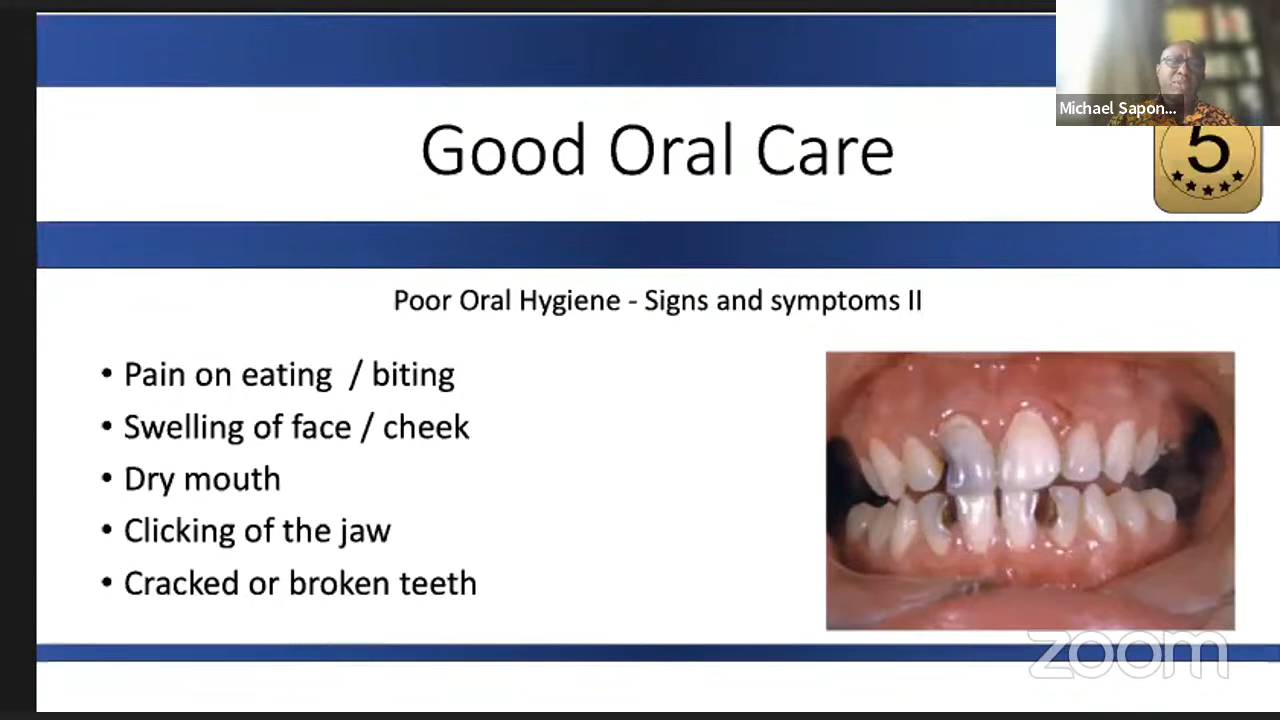 Michael Sapon...
Good Oral Care
5
Poor Oral Hygiene - Signs and symptoms II
• Pain on eating / biting
• Swelling of face / cheek
• Dry mouth
• Clicking of the jaw
• Cracked or broken teeth
zoom